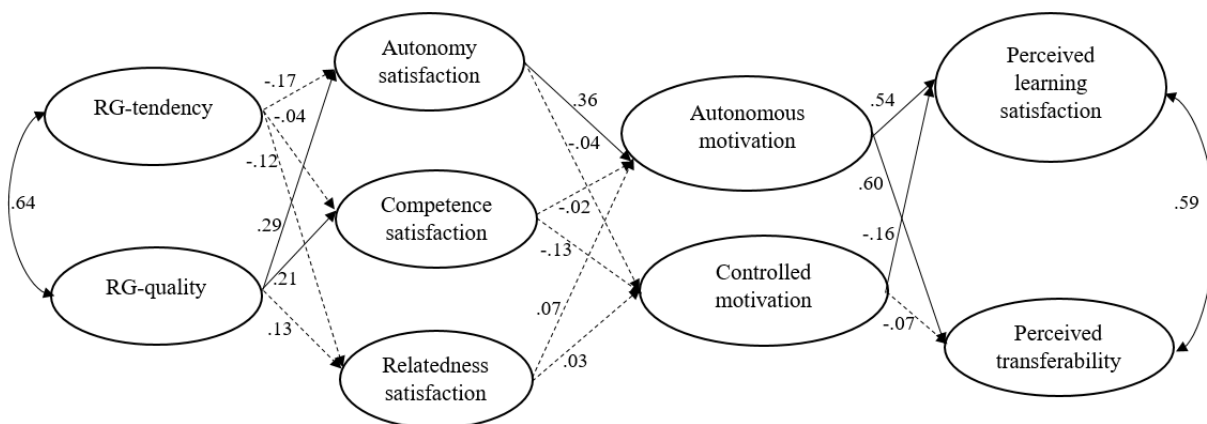 RG-tendency
RG-quality
.64
Autonomy
satisfaction
Competence
satisfaction
Relatedness
satisfaction
-.17
-.04
-.12
.29
.21
.13
Autonomous
motivation
Controlled
motivation
.36
-.04
-.02
-.13
.07
.03
Perceived
learning
satisfaction
Perceived
transferability
.54
.60
-.16
-.07
.59